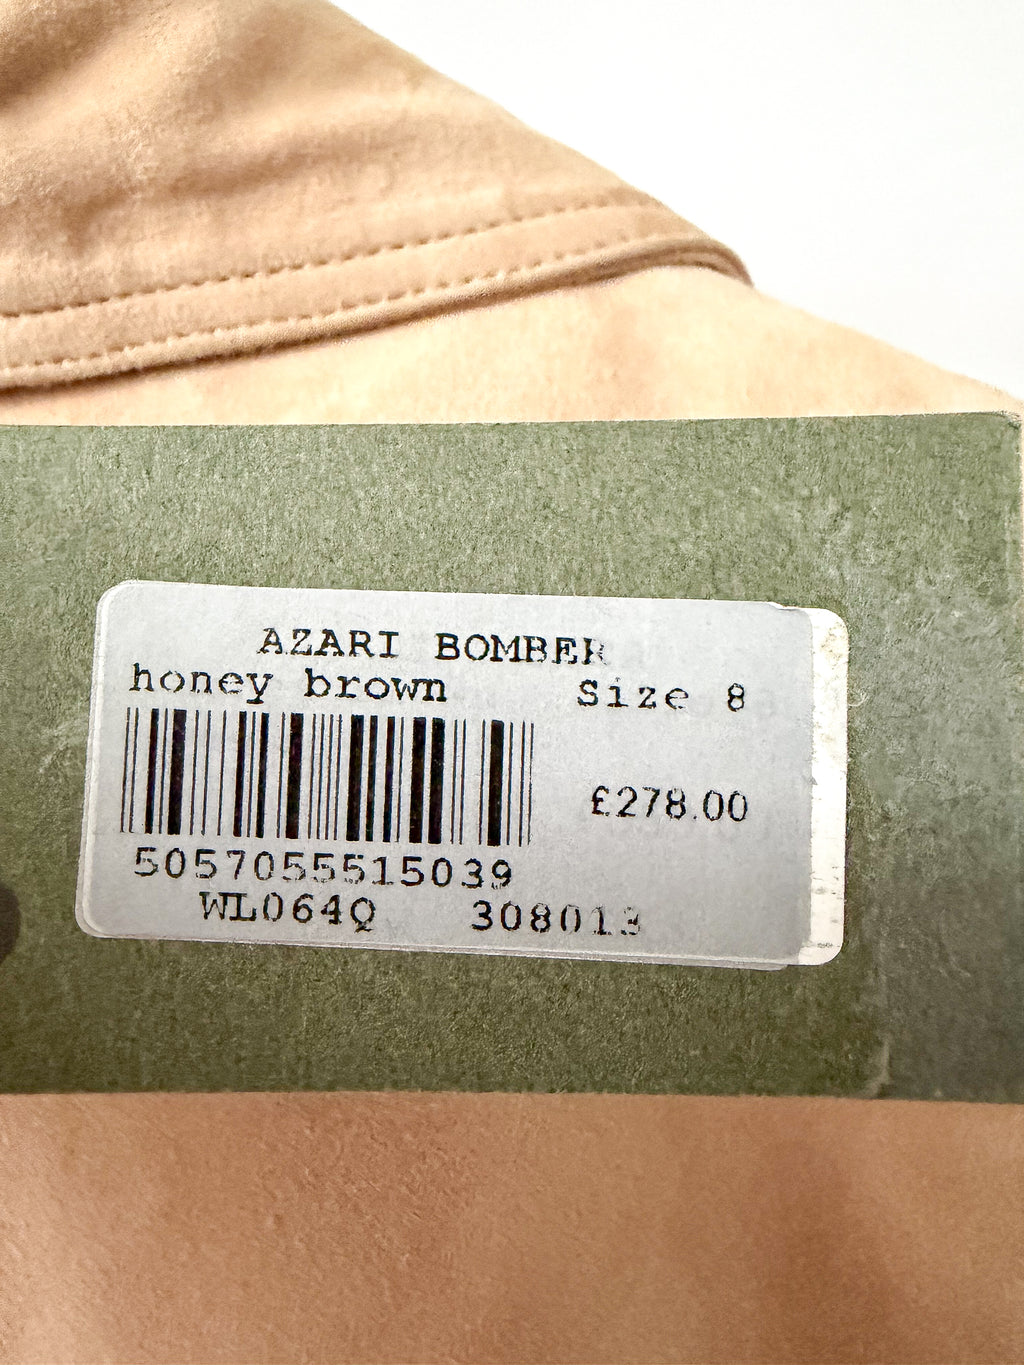 AZARI BOMBER
honey brown Size 8
£278.00
5057055515039
WL064Q 308013